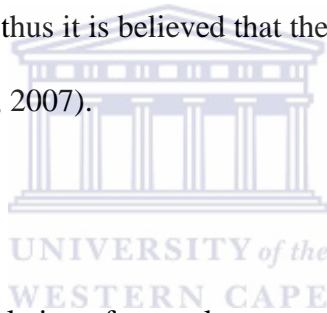 thus it is believed that the
2007).
UNIVERSITY of the
WESTERN CAPE